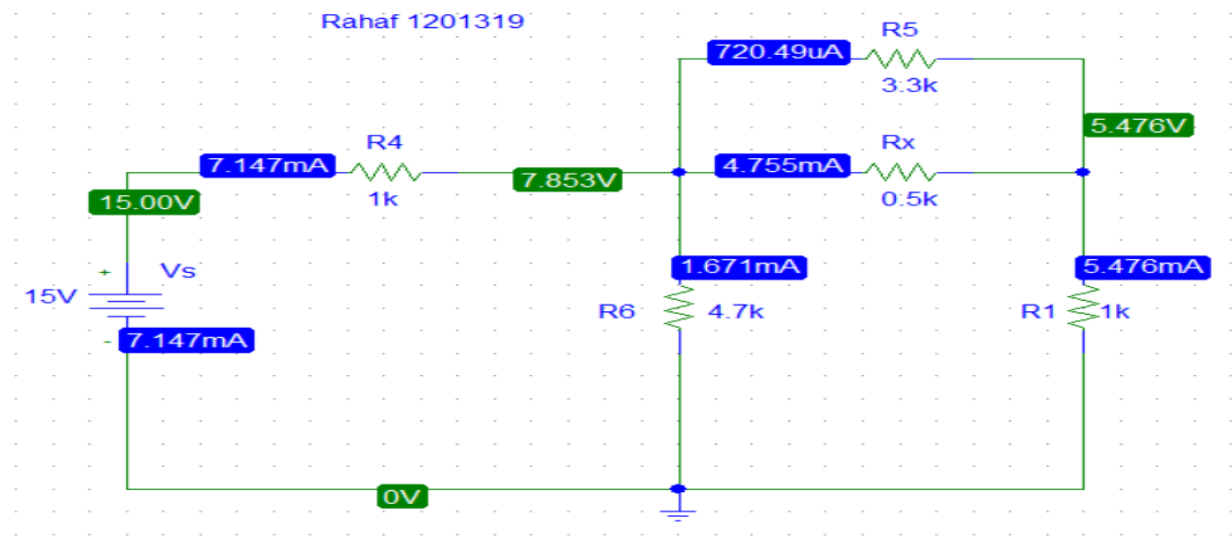 Rahaf 1201319
R5
720.49uA
3.3k
5.476V
R4
Rx
7.147mA
4.755mA
7.853V
1k
0.5k
15.00V
+
Vs
1.671mA
5.476mA
15V
R6
4.7k
R1
1k
-
7.147mA
0V